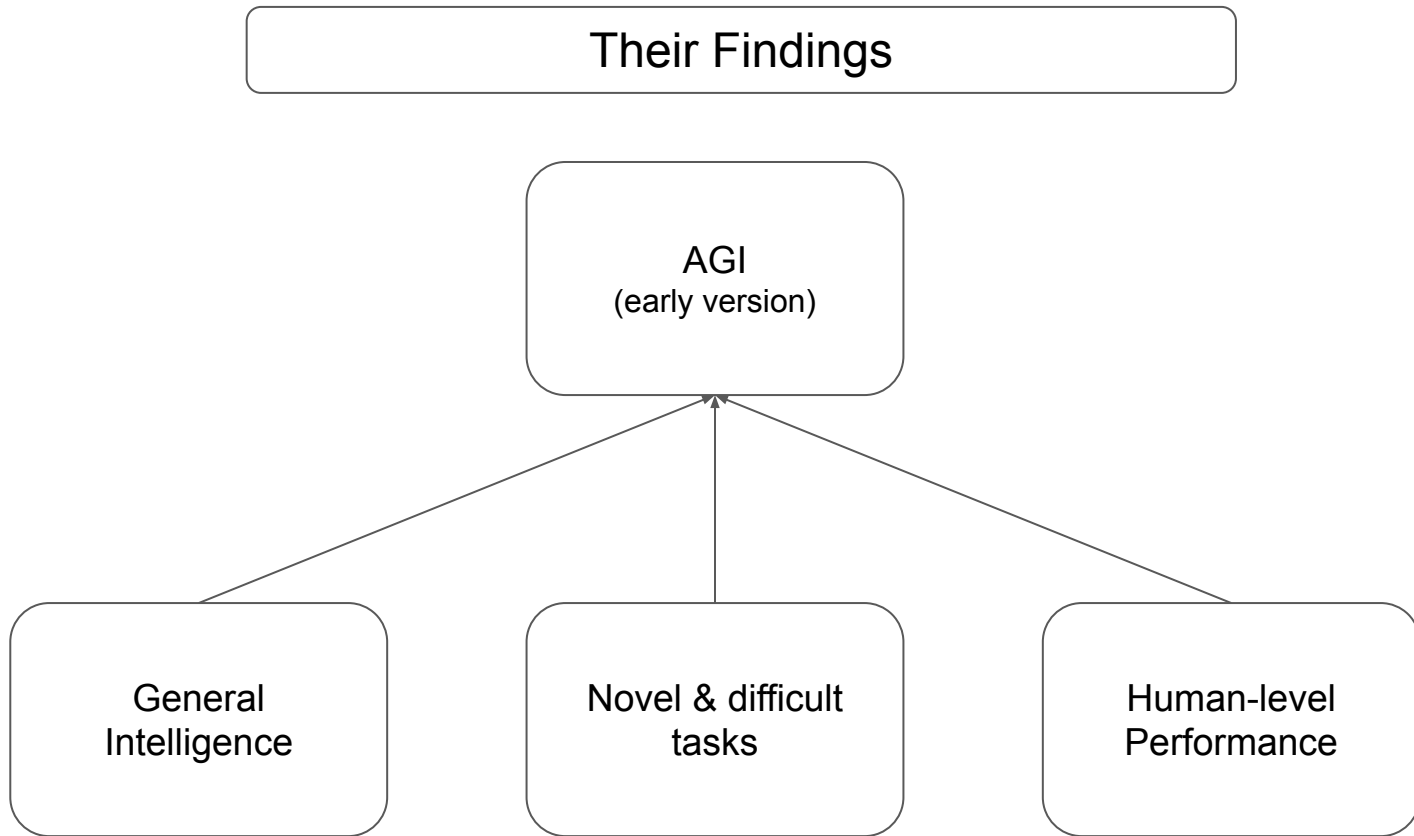 Their Findings
AGI
(early version)
General
Intelligence
Novel & difficult
tasks
Human-level
Performance